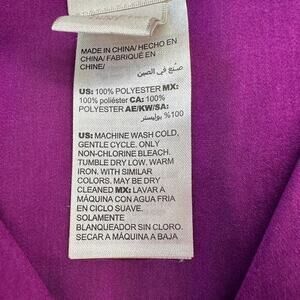 MADE IN CHINA/ HECHO EN
CHINA/ FABRIQUÉ EN
CHINE/
صنع في الصين
US: 100% POLYESTER MX:
100% poliéster CA: 100%
POLYESTER AE/KW/SA:
100% بوليستر
US: MACHINE WASH COLD,
GENTLE CYCLE. ONLY
NON-CHLORINE BLEACH.
TUMBLE DRY LOW. WARM
IRON. WITH SIMILAR
COLORS. MAY BE DRY
CLEANED MX: LAVAR A
MÁQUINA CON AGUA FRIA
EN CICLO SUAVE.
SOLAMENTE
BLANQUEADOR SIN CLORO.
SECAR A MÁQUINA A BAJA